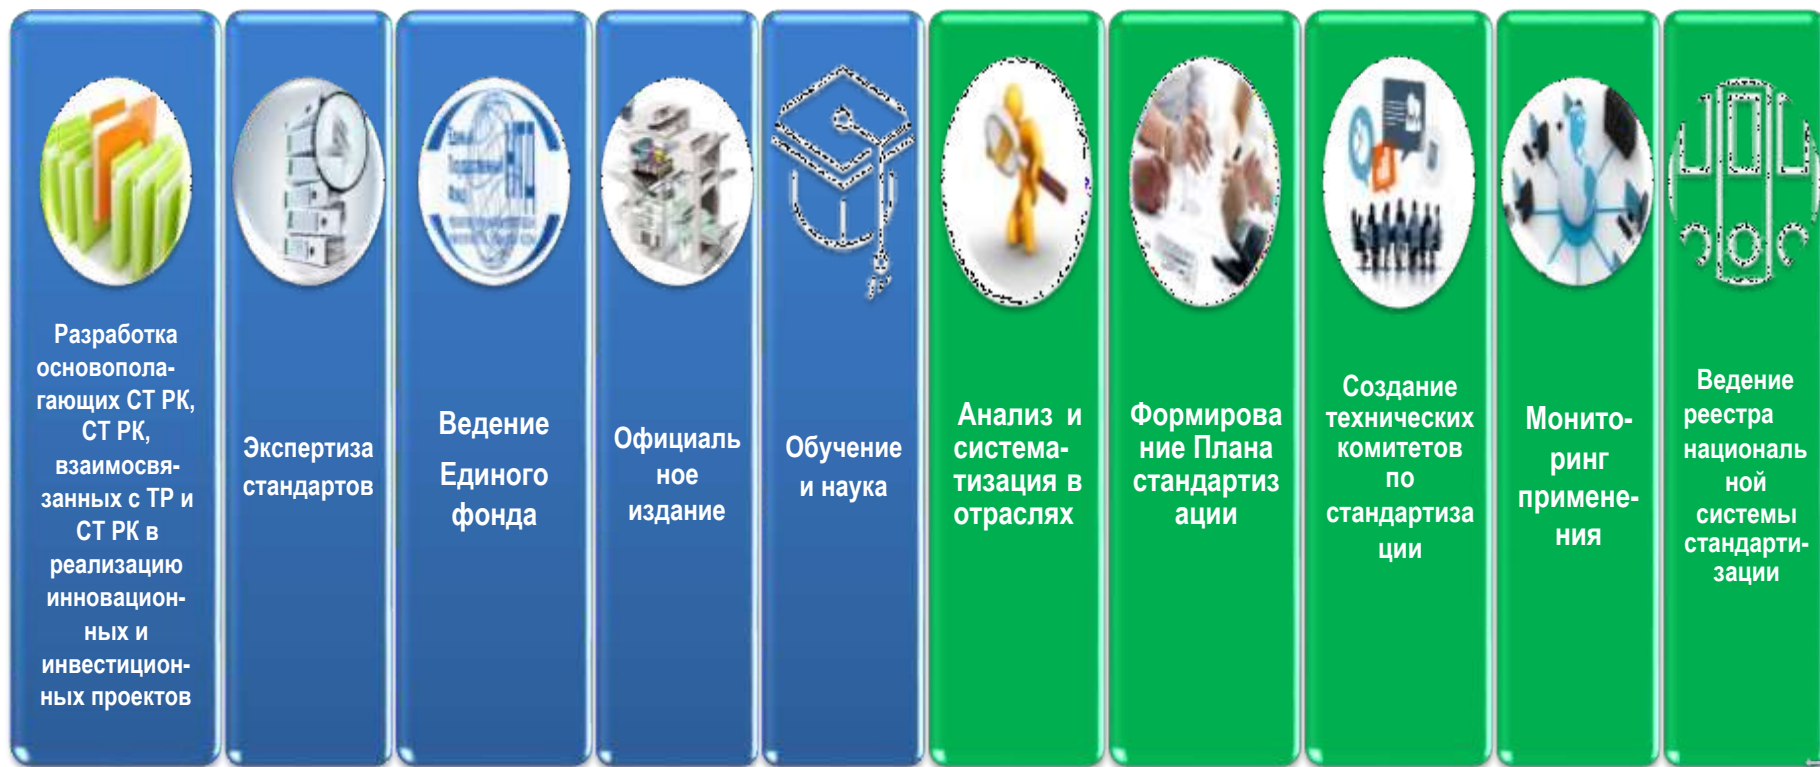 Разработка
основопола-
гающих СТ РК,
СТ РК,
взаимосвя-
занных с ТР и
СТ РК в
реализацию
инновацион-
ных и
инвестицион-
ных проектов
Экспертиза
стандартов
Ведение
Единого
фонда
Официаль
ное
издание
Обучение
и наука
Анализ и
система-
тизация в
отраслях
Формирова
ние Плана
стандартиз
ации
Создание
технических
комитетов
по
стандартиза
ции
Монито-
ринг
примене-
ния
Ведение
реестра
националь
ной
системы
стандарти-
зации